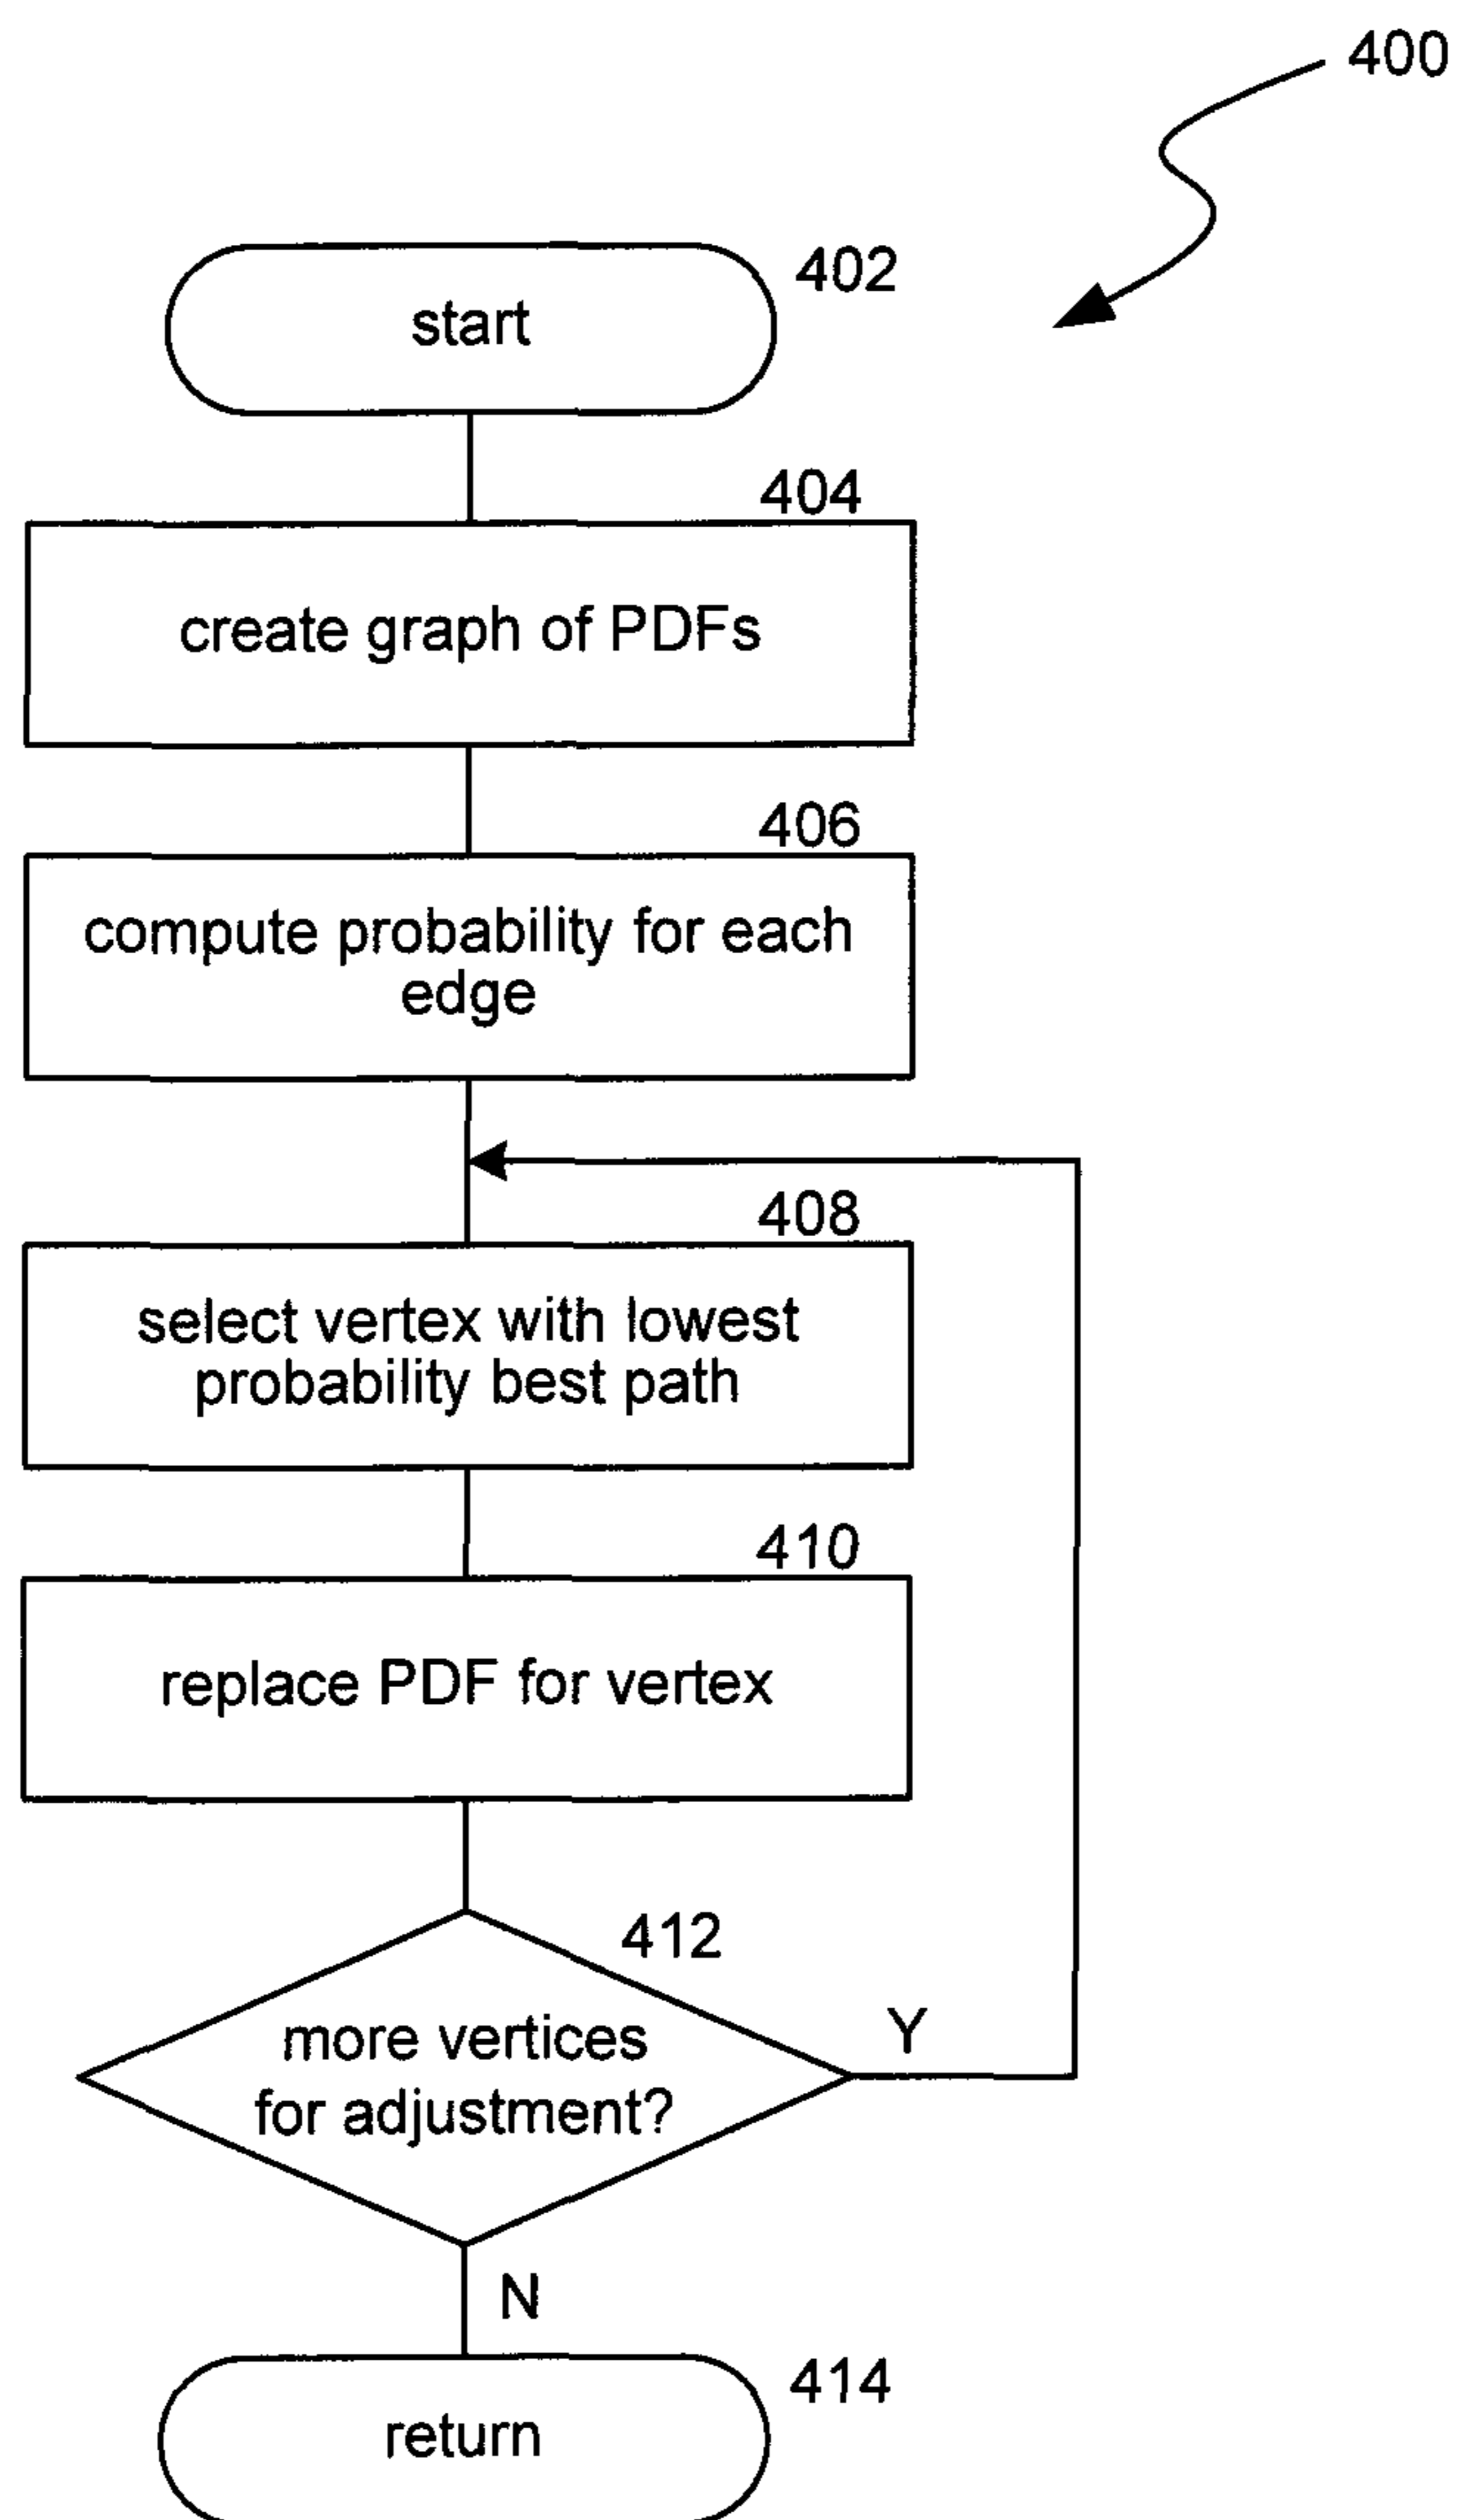 400
402
start
404
create graph of PDFs
406
compute probability for each
edge
408
select vertex with lowest
probability best path
410
replace PDF for vertex
412
more vertices
for adjustment?
Y
N
414
return